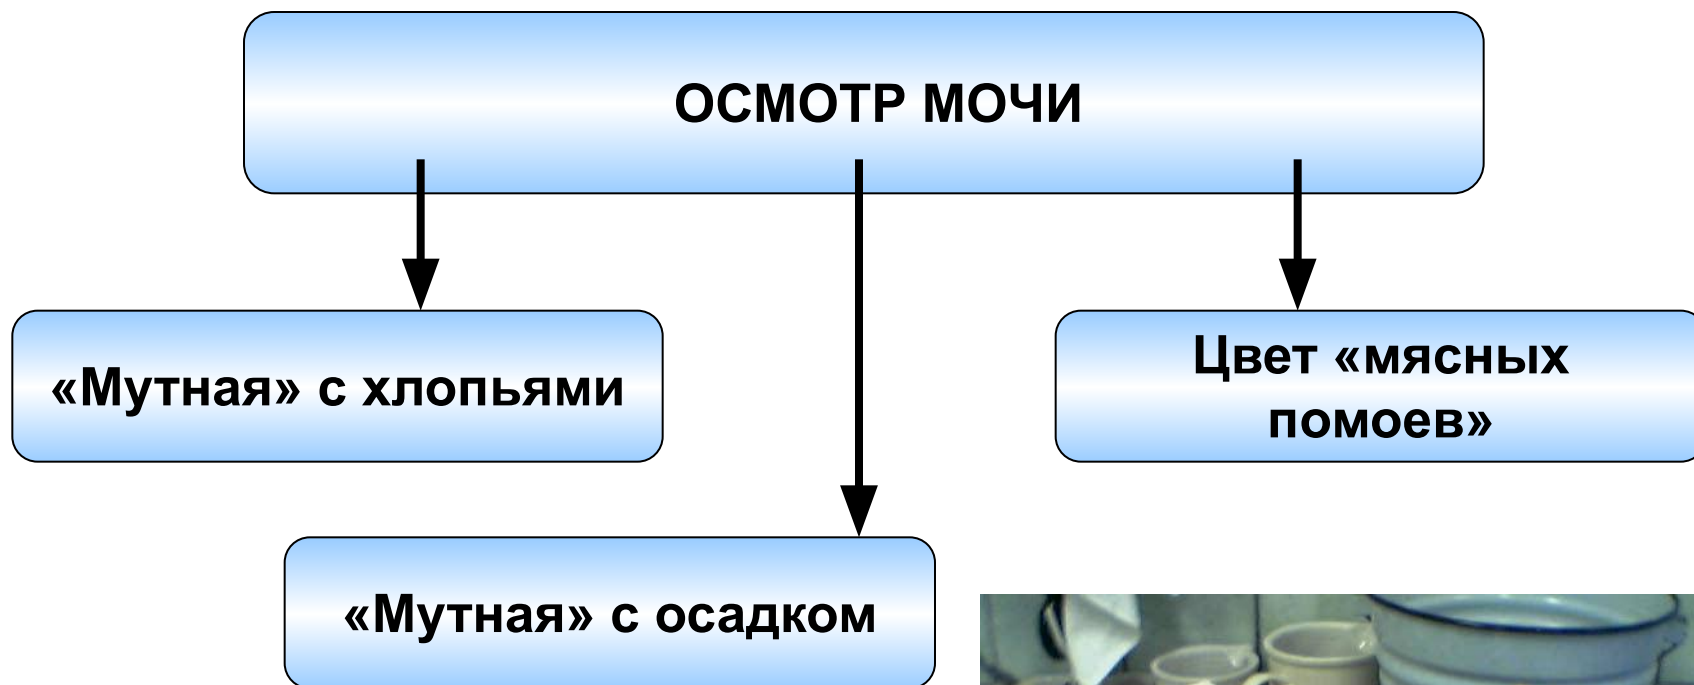 ОСМОТР МОЧИ
«Мутная» с хлопьями
Цвет «мясных
помоев»
«Мутная» с осадком